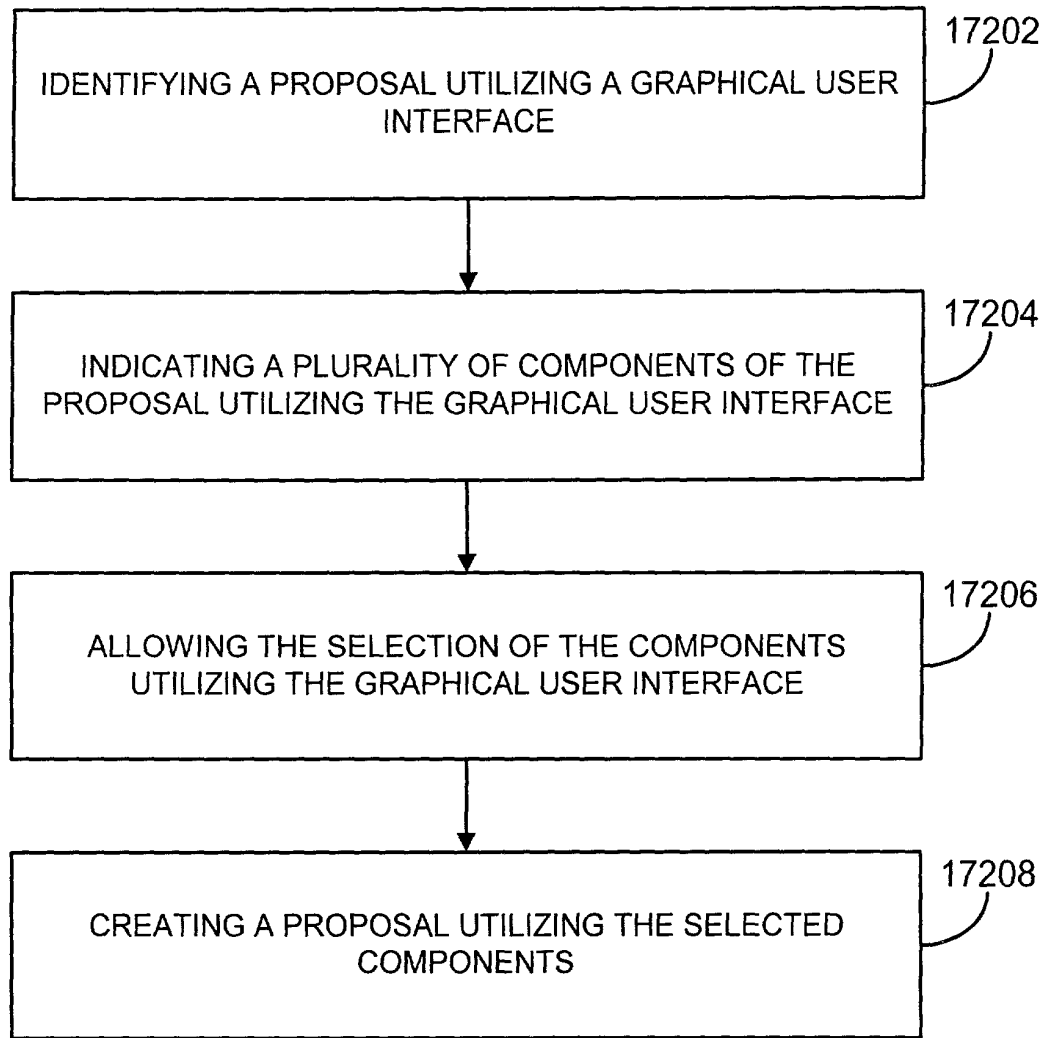 17202
IDENTIFYING A PROPOSAL UTILIZING A GRAPHICAL USER
INTERFACE
17204
INDICATING A PLURALITY OF COMPONENTS OF THE
PROPOSAL UTILIZING THE GRAPHICAL USER INTERFACE
17206
ALLOWING THE SELECTION OF THE COMPONENTS
UTILIZING THE GRAPHICAL USER INTERFACE
17208
CREATING A PROPOSAL UTILIZING THE SELECTED
COMPONENTS